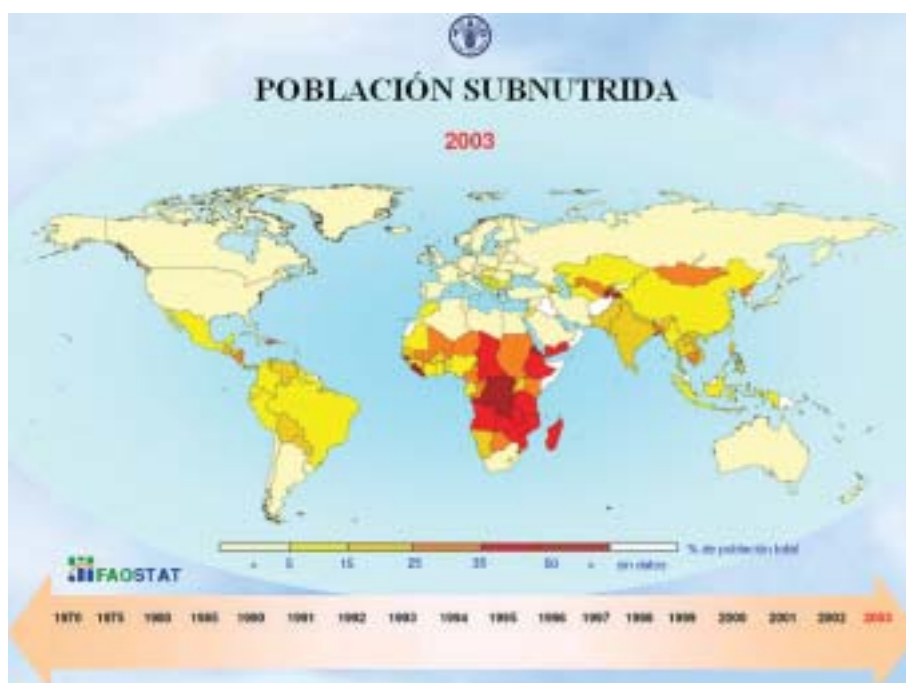 POBLACIÓN SUBNUTRIDA
2003
% de población total
< 5 15 25 35 50 + sin datos
FAOSTAT
1970 1975 1980 1985 1990 1991 1992 1993 1994 1995 1996 1997 1998 1999 2000 2001 2002 2003